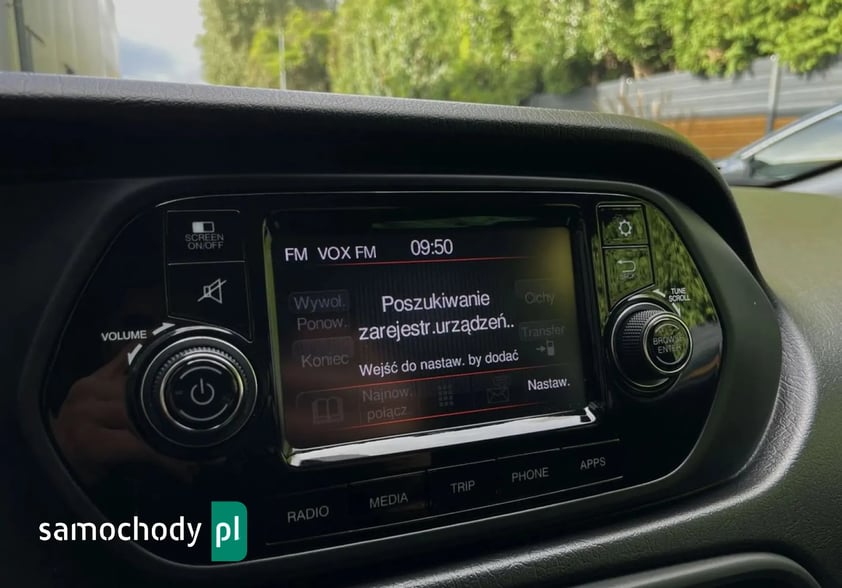 SCREEN
ON/OFF
VOLUME
FM VOX FM 09:50
Wywoł.
Ponow.
Koniec
Poszukiwanie
zarejestr.urządzeń..
Wejść do nastaw. by dodać
Cichy
Transfer
Najnow.
połącz.
Nastaw.
TUNE
SCROLL
BROWSE
ENTER
RADIO
MEDIA
TRIP
PHONE
APPS
samochody pl